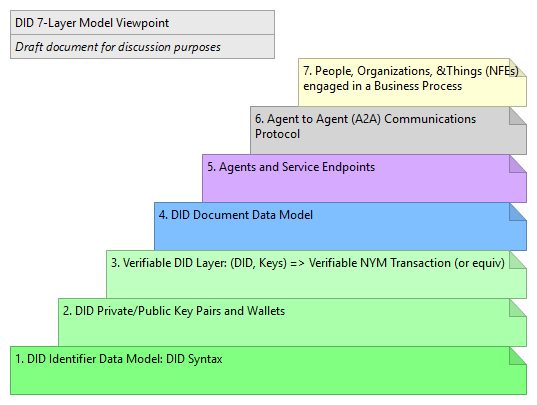 DID 7-Layer Model Viewpoint
Draft document for discussion purposes
7. People, Organizations, &Things (NFEs)
engaged in a Business Process
6. Agent to Agent (A2A) Communications
Protocol
5. Agents and Service Endpoints
4. DID Document Data Model
3. Verifiable DID Layer: (DID, Keys) => Verifiable NYM Transaction (or equiv)
2. DID Private/Public Key Pairs and Wallets
1. DID Identifier Data Model: DID Syntax